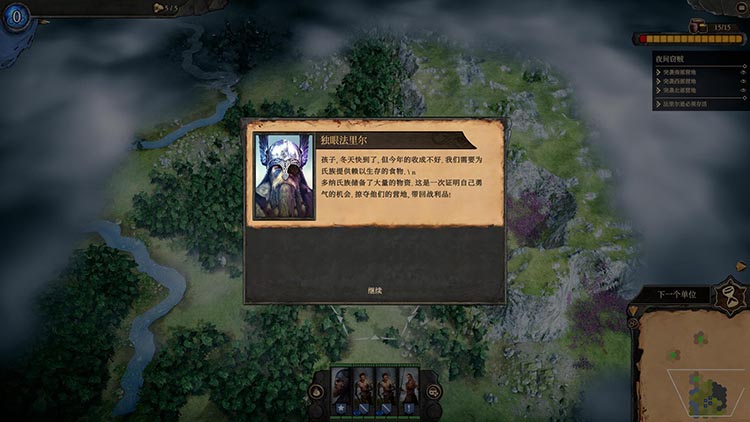 0
5/5
15/15
夜间窃贼
突袭南部营地
突袭西部营地
突袭北部营地
法里尔必须存活
独眼法里尔
孩子, 冬天快到了, 但今年的收成不好. 我们需要为
氏族提供赖以生存的食物. \ n
多纳氏族储备了大量的物资. 这是一次证明自己勇
气的机会. 掠夺他们的营地, 带回战利品!
继续
下一个单位